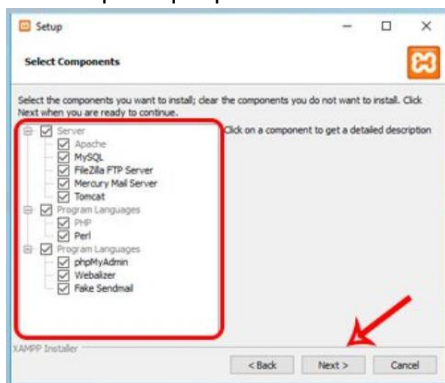 Setup
Select Components
Select the components you want to install; clear the components you do not want to install. Click
Next when you are ready to continue.
Server
Apache
MySQL
FileZilla FTP Server
Mercury Mail Server
Tomcat
Program Languages
PHP
Perl
Program Languages
phpMyAdmin
Webalizer
Fake Sendmail
Click on a component to get a detailed description
XAMPP Installer
< Back
Next >
Cancel